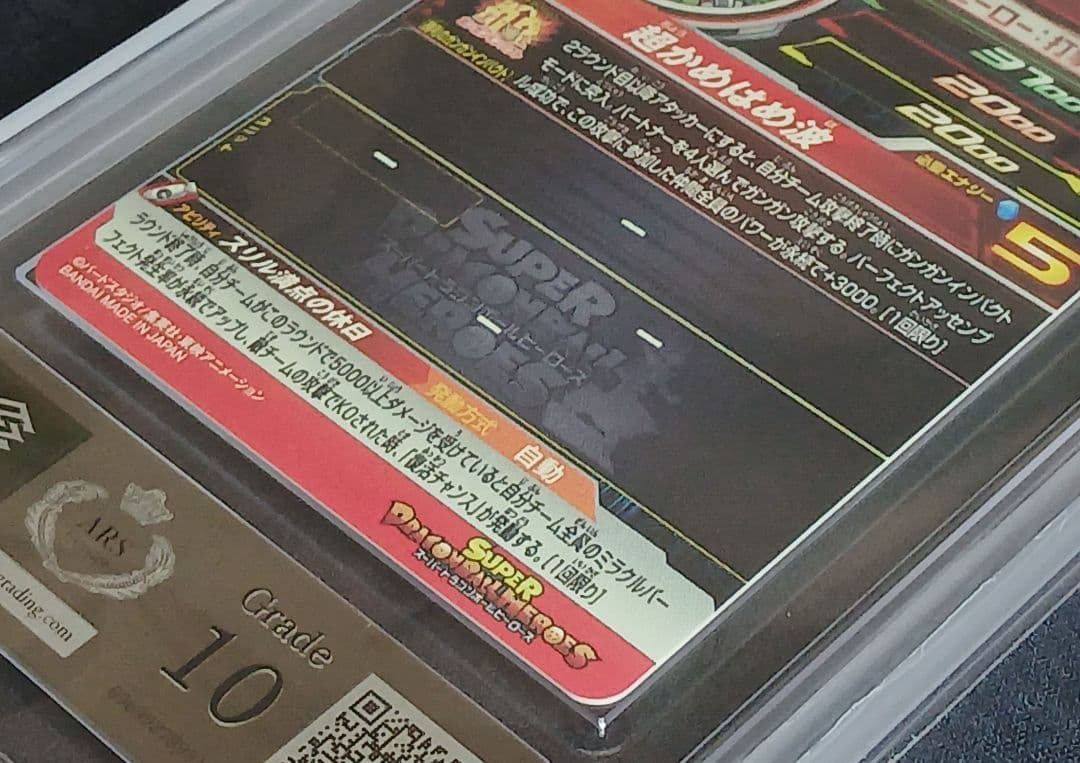 ヒーロー:
3700
2000
2000
必要エナジー
5
超かめはめ波
2ラウンド目以降アタッカーにすると、自分チーム攻撃終了時にガンガンインパクト
モードに突入。パートナーを4人選んでガンガン攻撃する。パーフェクトアッセンブ
ル成功で、この攻撃に参加した仲間全員のパワーが永続で+3000。[1回限り]
ユニット
SUPER
DRAGONBALL
HEROES
スーパードラゴンボールヒーローズ
アビリティ
スリル満点の休日
発動方式 自動
ラウンド終了時、自分チームがこのラウンドで5000以上ダメージを受けていると自分チーム全員のミラクルパー
フェクト発生率が永続でアップし、敵チームの攻撃でKOされた時、「復活チャンス」が発動する。[1回限り]
©バードスタジオ/集英社・東映アニメーション
BANDAI MADE IN JAPAN
SUPER
DRAGONBALL HEROES
スーパードラゴンボールヒーローズ
ARS
grading.com
Grade
10